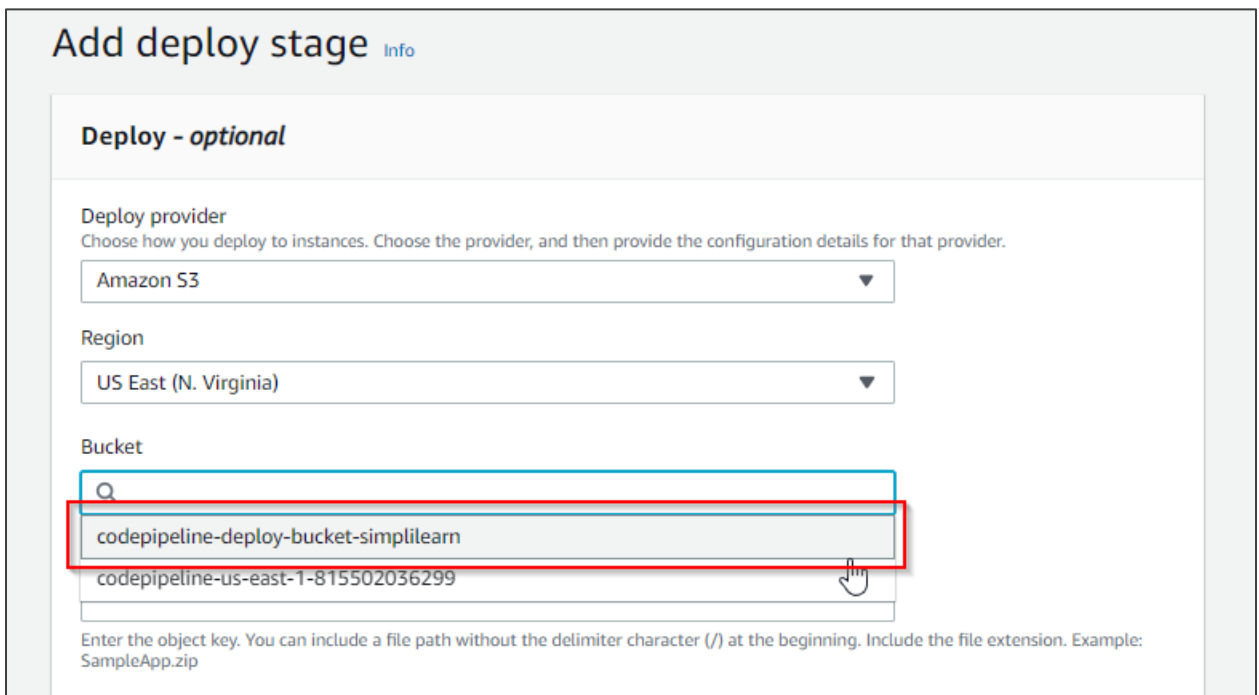 Add deploy stage Info
Deploy - optional
Deploy provider
Choose how you deploy to instances. Choose the provider, and then provide the configuration details for that provider.
Amazon S3
Region
US East (N. Virginia)
Bucket
codepipeline-deploy-bucket-simplilearn
codepipeline-us-east-1-815502036299
Enter the object key. You can include a file path without the delimiter character (/) at the beginning. Include the file extension. Example:
SampleApp.zip